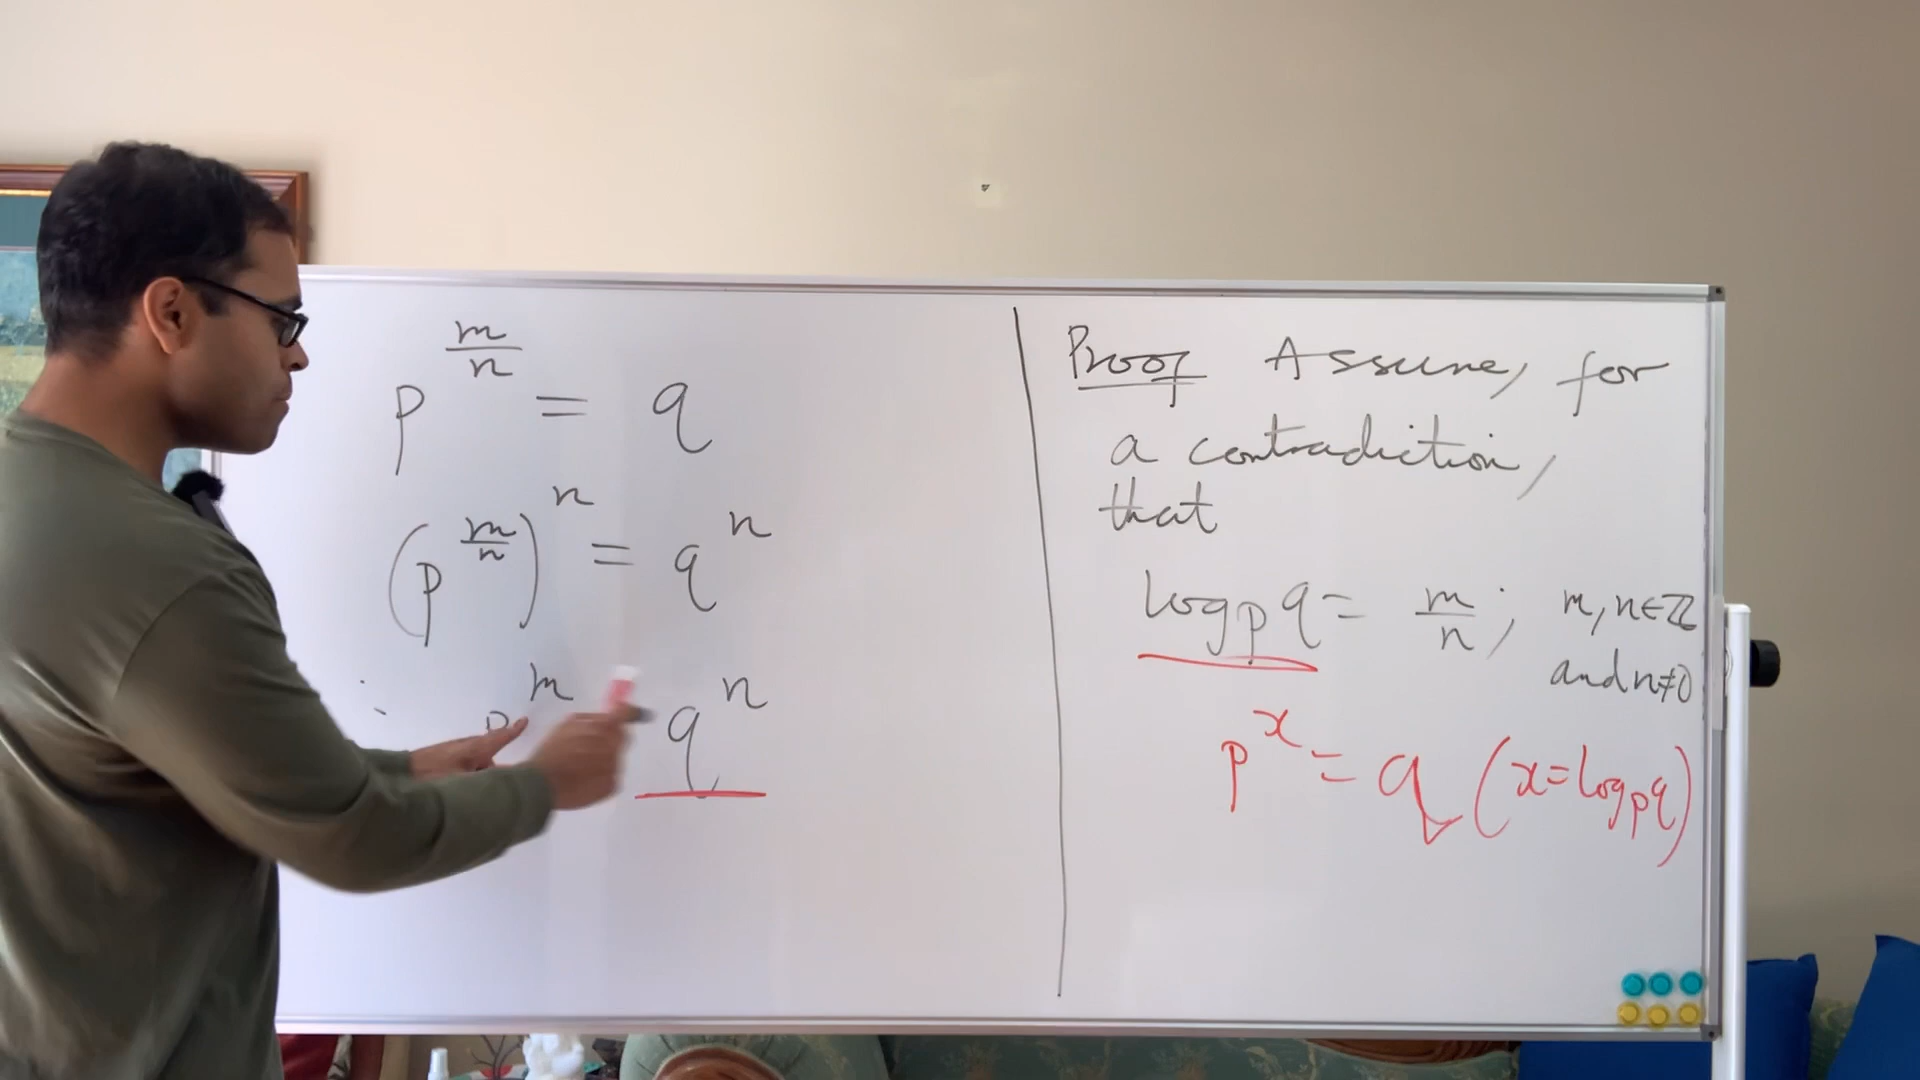 p^{m/n} = q
(p^{m/n})^n = q^n
∴ p^m q^n
Proof Assume, for
a contradiction,
that
log_p q = m/n; m, n ∈ ℤ
and n ≠ 0
p^x = q (x = log_p q)